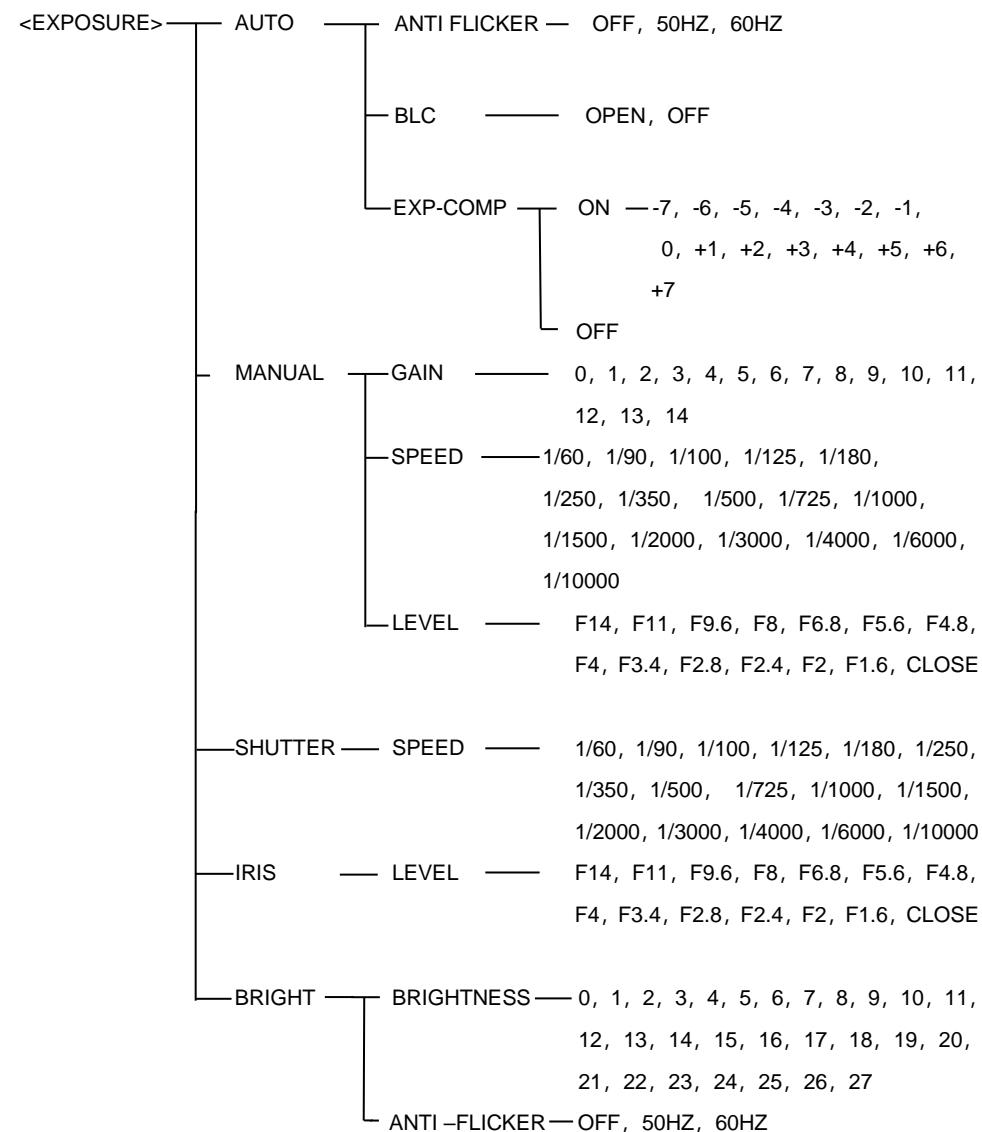 <EXPOSURE> AUTO ANTI FLICKER OFF, 50HZ, 60HZ
BLC OPEN, OFF
EXP-COMP ON -7, -6, -5, -4, -3, -2, -1,
0, +1, +2, +3, +4, +5, +6,
+7
OFF
MANUAL GAIN 0, 1, 2, 3, 4, 5, 6, 7, 8, 9, 10, 11,
12, 13, 14
SPEED 1/60, 1/90, 1/100, 1/125, 1/180,
1/250, 1/350, 1/500, 1/725, 1/1000,
1/1500, 1/2000, 1/3000, 1/4000, 1/6000,
1/10000
LEVEL F14, F11, F9.6, F8, F6.8, F5.6, F4.8,
F4, F3.4, F2.8, F2.4, F2, F1.6, CLOSE
SHUTTER SPEED 1/60, 1/90, 1/100, 1/125, 1/180, 1/250,
1/350, 1/500, 1/725, 1/1000, 1/1500,
1/2000, 1/3000, 1/4000, 1/6000, 1/10000
IRIS LEVEL F14, F11, F9.6, F8, F6.8, F5.6, F4.8,
F4, F3.4, F2.8, F2.4, F2, F1.6, CLOSE
BRIGHT BRIGHTNESS 0, 1, 2, 3, 4, 5, 6, 7, 8, 9, 10, 11,
12, 13, 14, 15, 16, 17, 18, 19, 20,
21, 22, 23, 24, 25, 26, 27
ANTI –FLICKER OFF, 50HZ, 60HZ